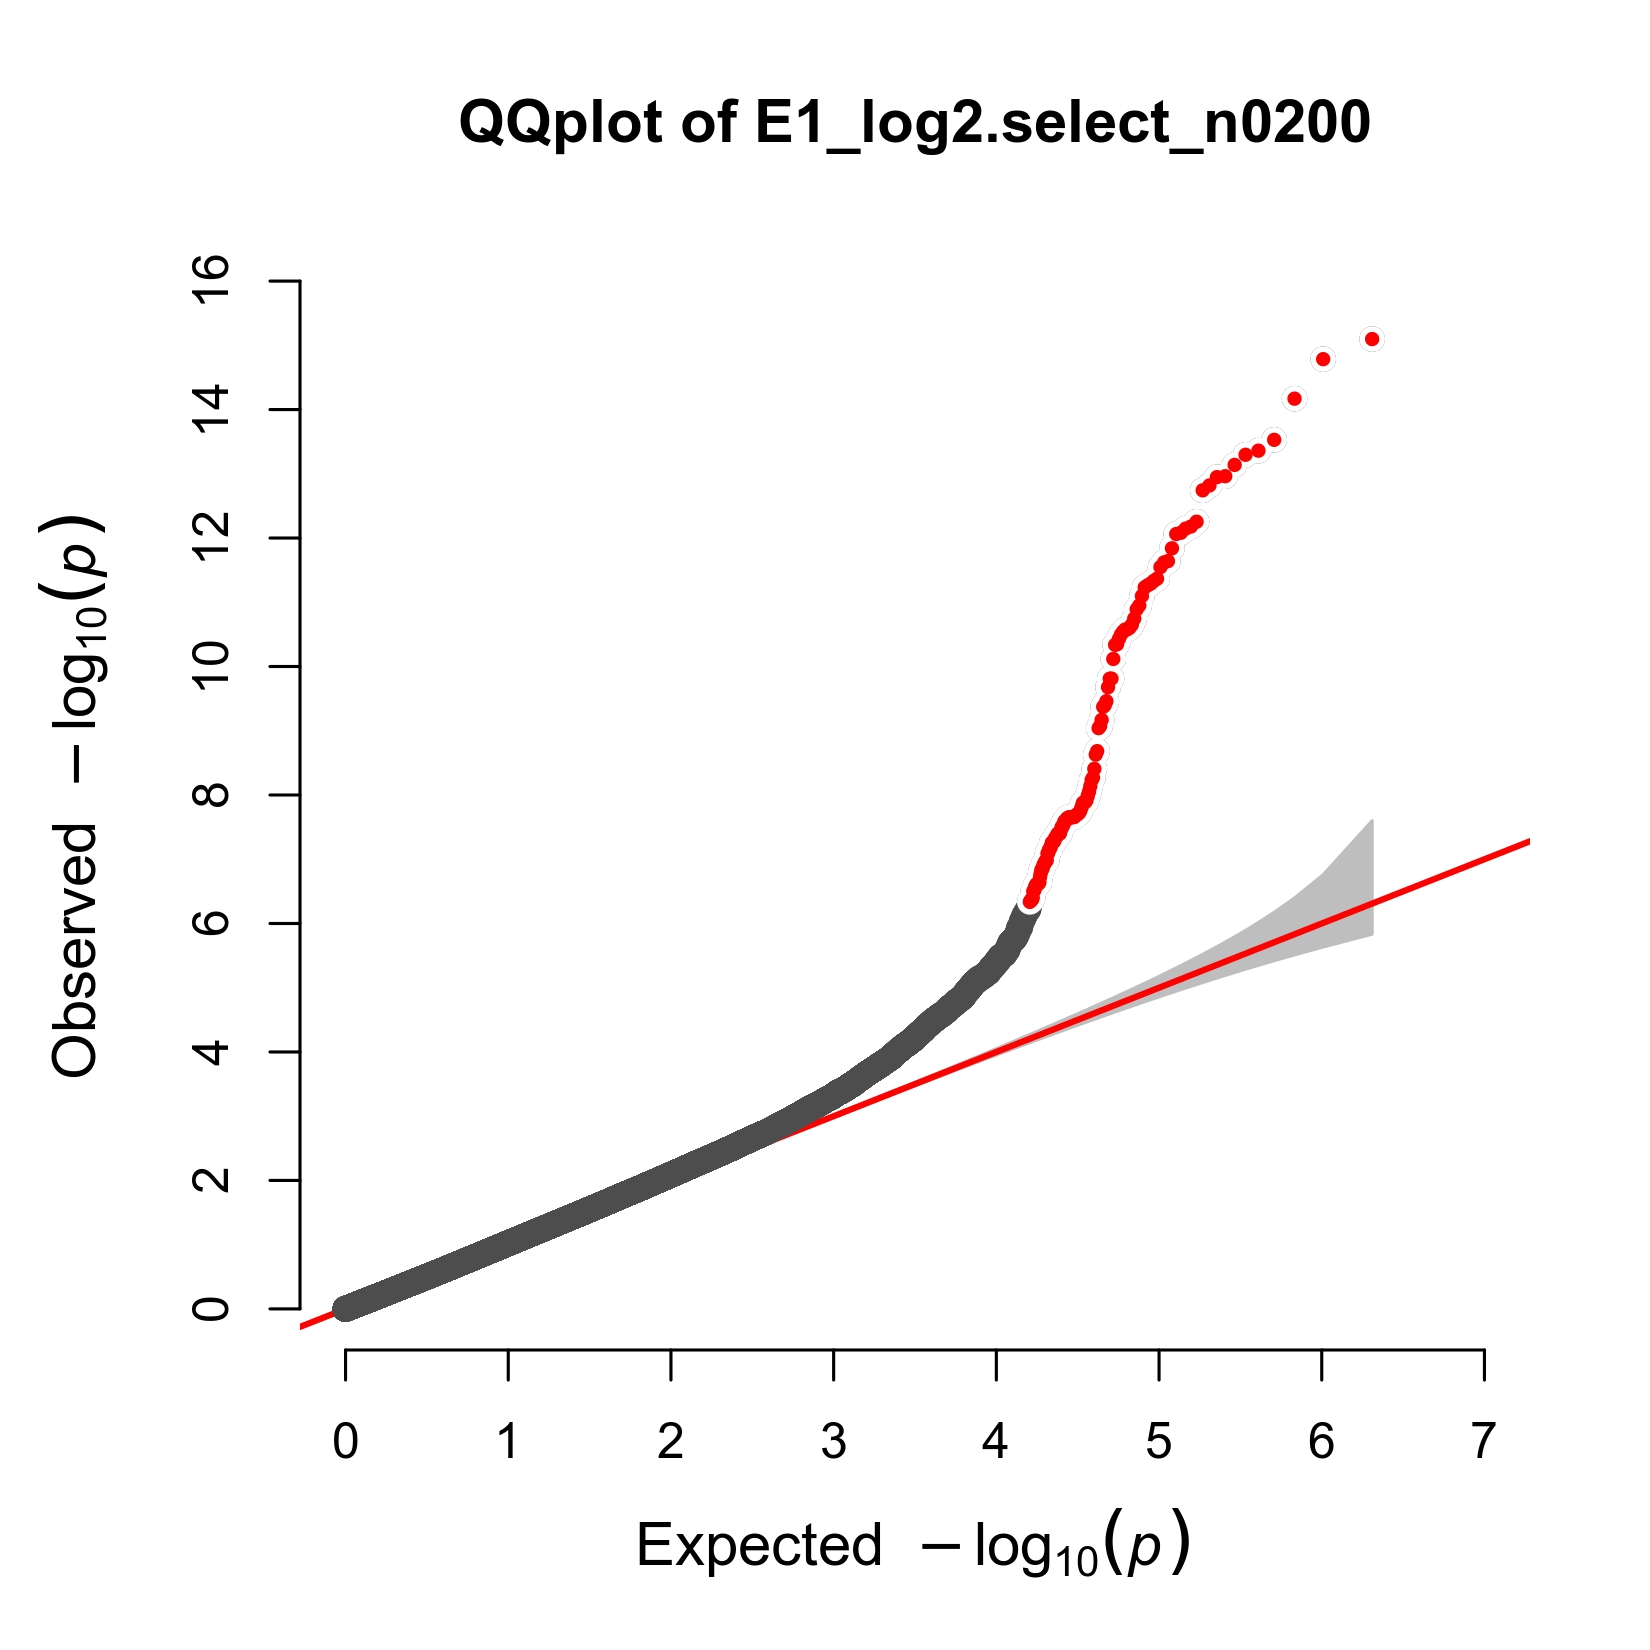 QQplot of E1_log2.select_n0200
Observed −log10(p)
16
14
12
10
8
6
4
2
0
0 1 2 3 4 5 6 7
Expected −log10(p)